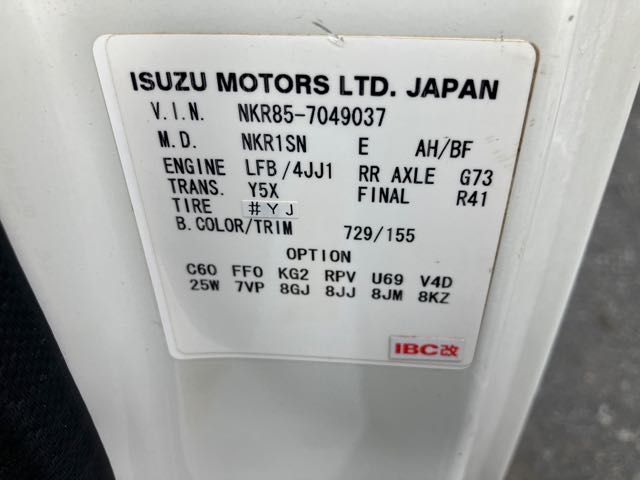 ISUZU MOTORS LTD. JAPAN
V.I.N. NKR85-7049037
M.D. NKR1SN E AH/BF
ENGINE LFB/4JJ1 RR AXLE G73
TRANS. Y5X FINAL R41
TIRE #YJ
B.COLOR/TRIM 729/155
OPTION
C60 FF0 KG2 RPV U69 V4D
25W 7VP 8GJ 8JJ 8JM 8KZ
IBC改